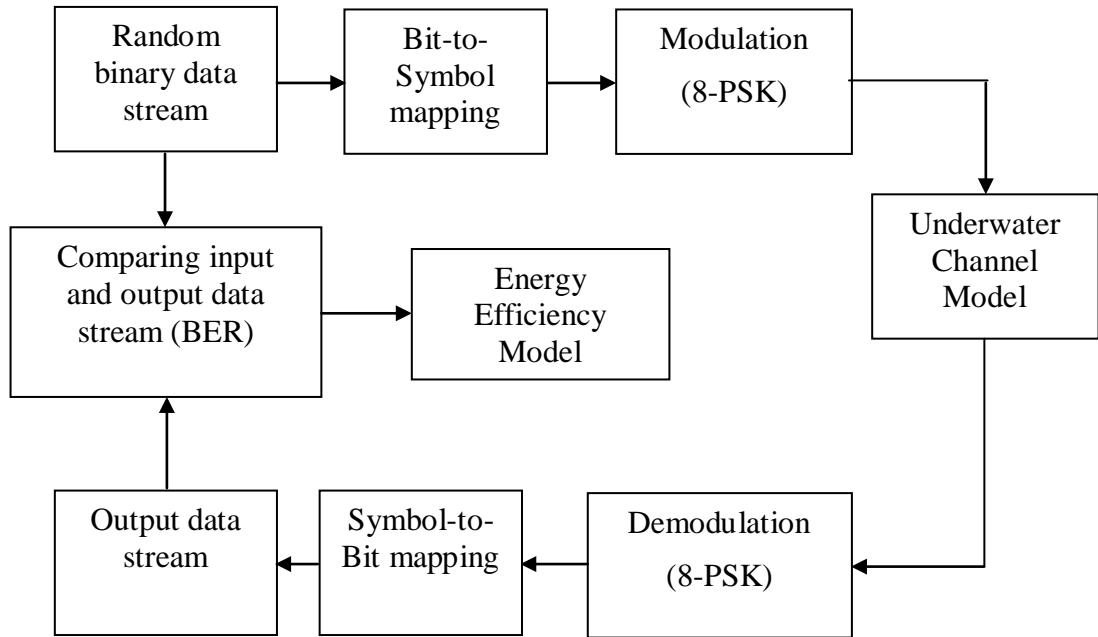 Random
binary data
stream
Bit-to-
Symbol
mapping
Modulation
(8-PSK)
Underwater
Channel
Model
Comparing input
and output data
stream (BER)
Energy
Efficiency
Model
Output data
stream
Symbol-to-
Bit mapping
Demodulation
(8-PSK)